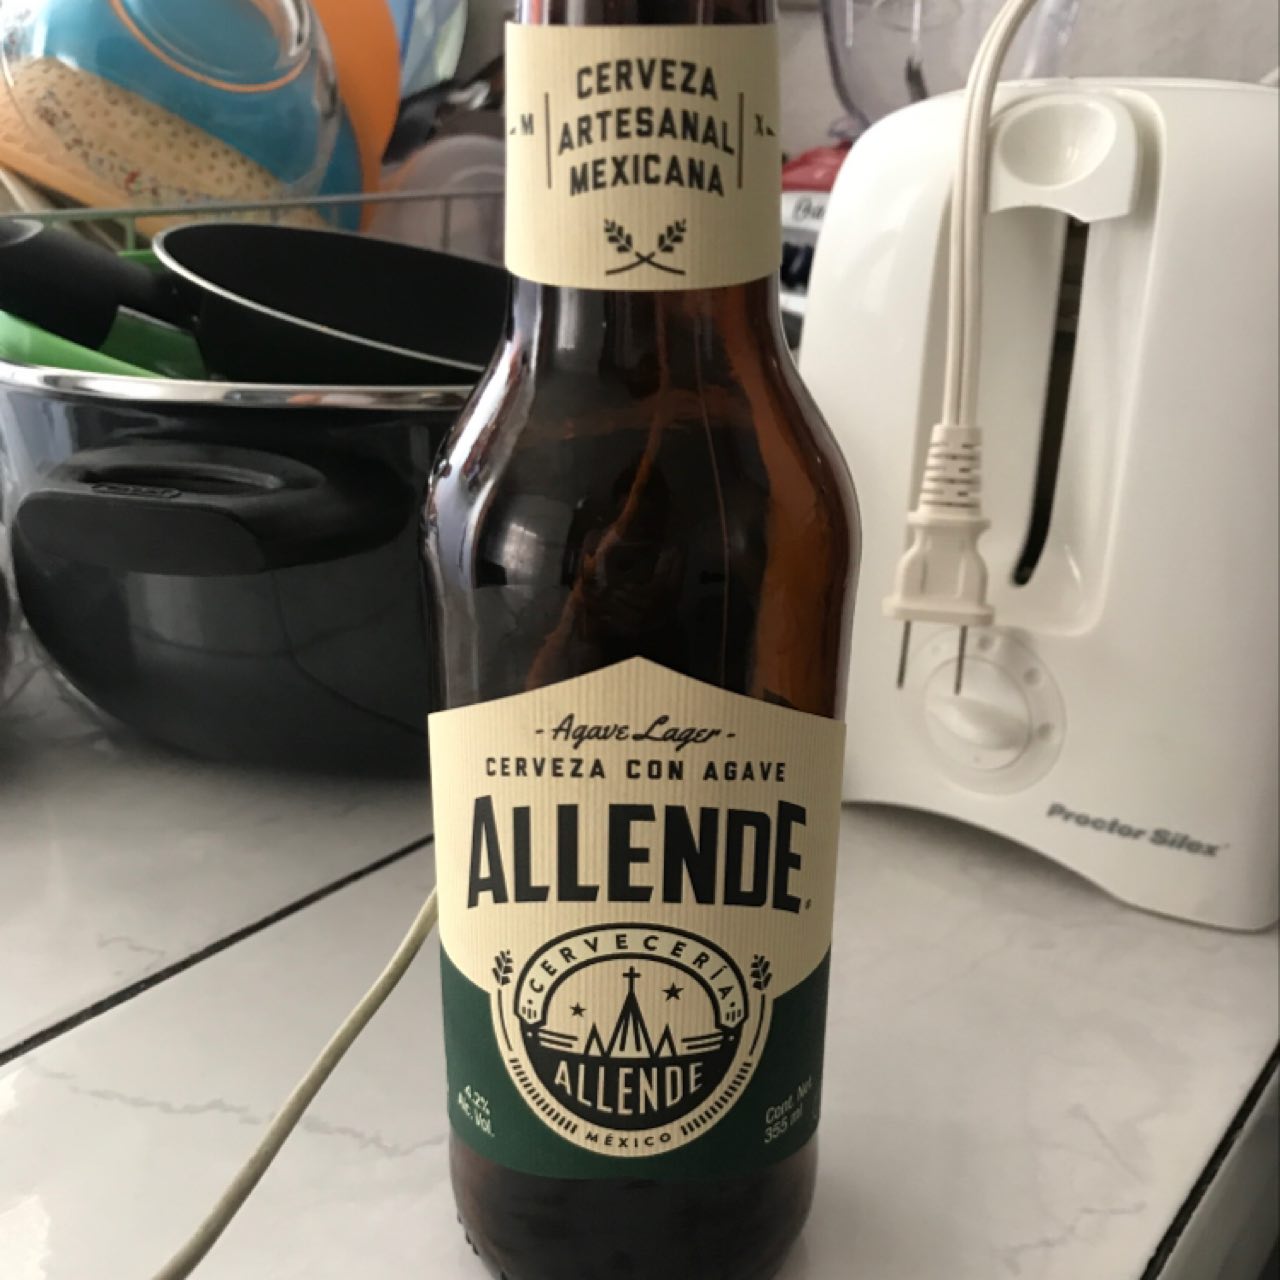 CERVEZA
ARTESANAL
MEXICANA
M
X
- Agave Lager -
CERVEZA CON AGAVE
ALLENDE
CERVECERÍA
ALLENDE
MÉXICO
4.2%
Alc. Vol.
Cont. Net.
355 ml
Proctor Silex